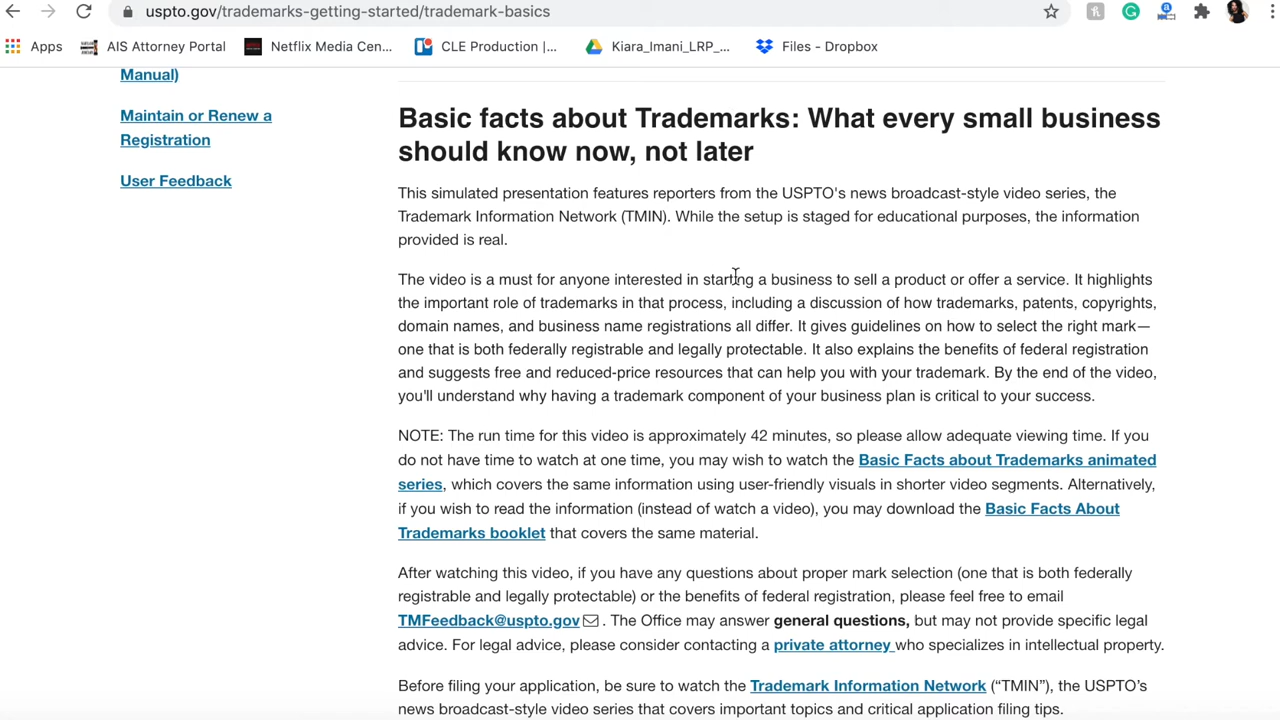 uspto.gov/trademarks-getting-started/trademark-basics
Apps AIS Attorney Portal Netflix Media Cen... CLE Production |... Kiara_Imani_LRP_... Files - Dropbox
Manual)
Maintain or Renew a
Registration
User Feedback
Basic facts about Trademarks: What every small business
should know now, not later
This simulated presentation features reporters from the USPTO's news broadcast-style video series, the
Trademark Information Network (TMIN). While the setup is staged for educational purposes, the information
provided is real.
The video is a must for anyone interested in starting a business to sell a product or offer a service. It highlights
the important role of trademarks in that process, including a discussion of how trademarks, patents, copyrights,
domain names, and business name registrations all differ. It gives guidelines on how to select the right mark—
one that is both federally registrable and legally protectable. It also explains the benefits of federal registration
and suggests free and reduced-price resources that can help you with your trademark. By the end of the video,
you'll understand why having a trademark component of your business plan is critical to your success.
NOTE: The run time for this video is approximately 42 minutes, so please allow adequate viewing time. If you
do not have time to watch at one time, you may wish to watch the Basic Facts about Trademarks animated
series, which covers the same information using user-friendly visuals in shorter video segments. Alternatively,
if you wish to read the information (instead of watch a video), you may download the Basic Facts About
Trademarks booklet that covers the same material.
After watching this video, if you have any questions about proper mark selection (one that is both federally
registrable and legally protectable) or the benefits of federal registration, please feel free to email
TMFeedback@uspto.gov . The Office may answer general questions, but may not provide specific legal
advice. For legal advice, please consider contacting a private attorney who specializes in intellectual property.
Before filing your application, be sure to watch the Trademark Information Network (“TMIN”), the USPTO’s
news broadcast-style video series that covers important topics and critical application filing tips.